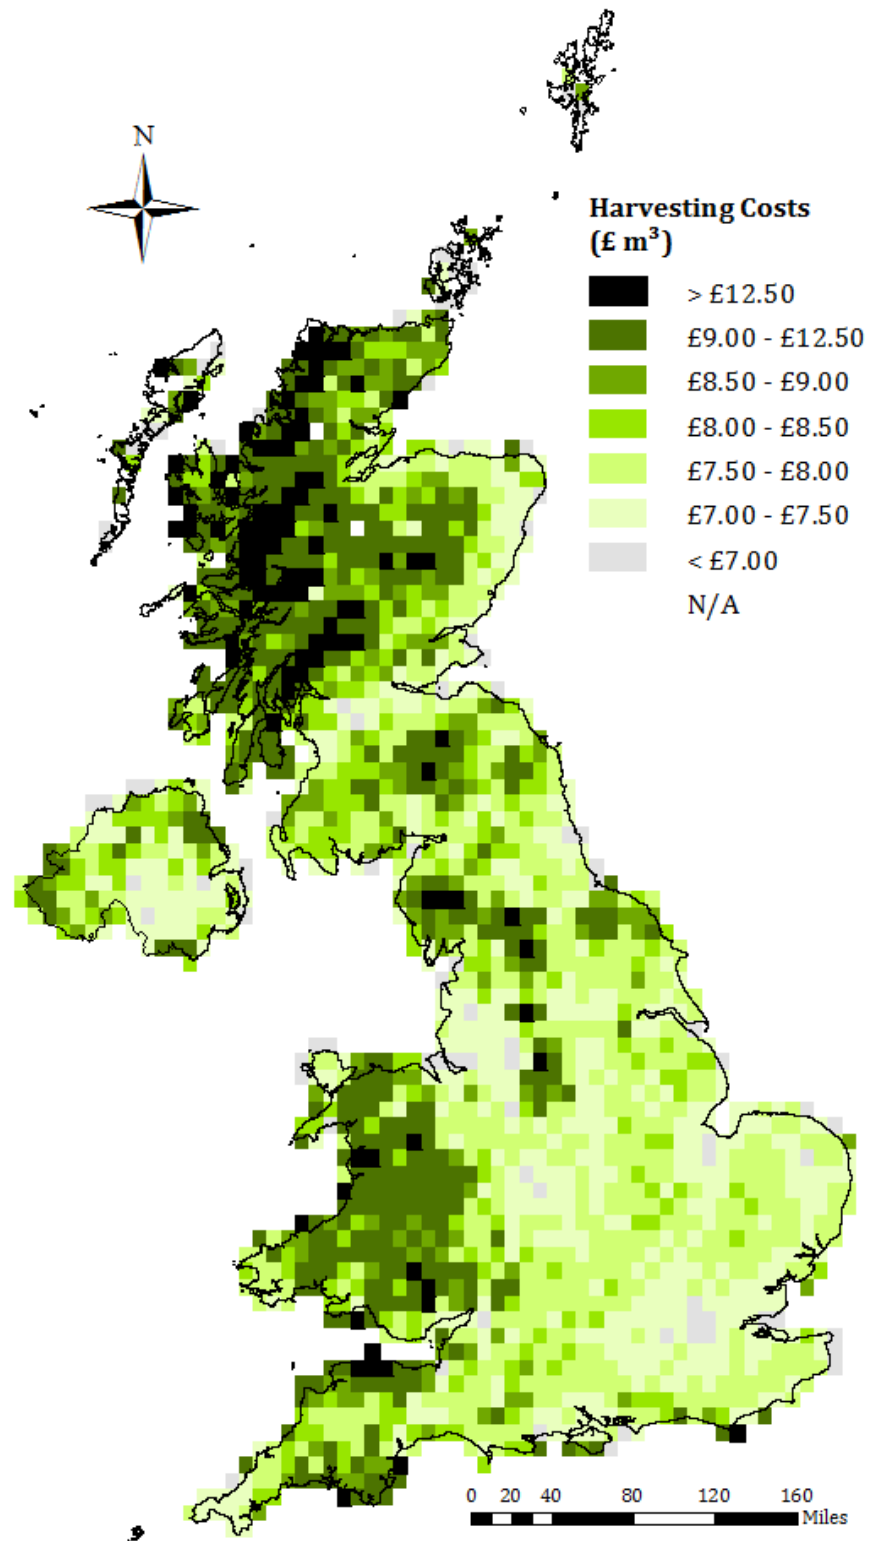 N
Harvesting Costs
(£ m³)
> £12.50
£9.00 - £12.50
£8.50 - £9.00
£8.00 - £8.50
£7.50 - £8.00
£7.00 - £7.50
< £7.00
N/A
0 20 40 80 120 160
Miles